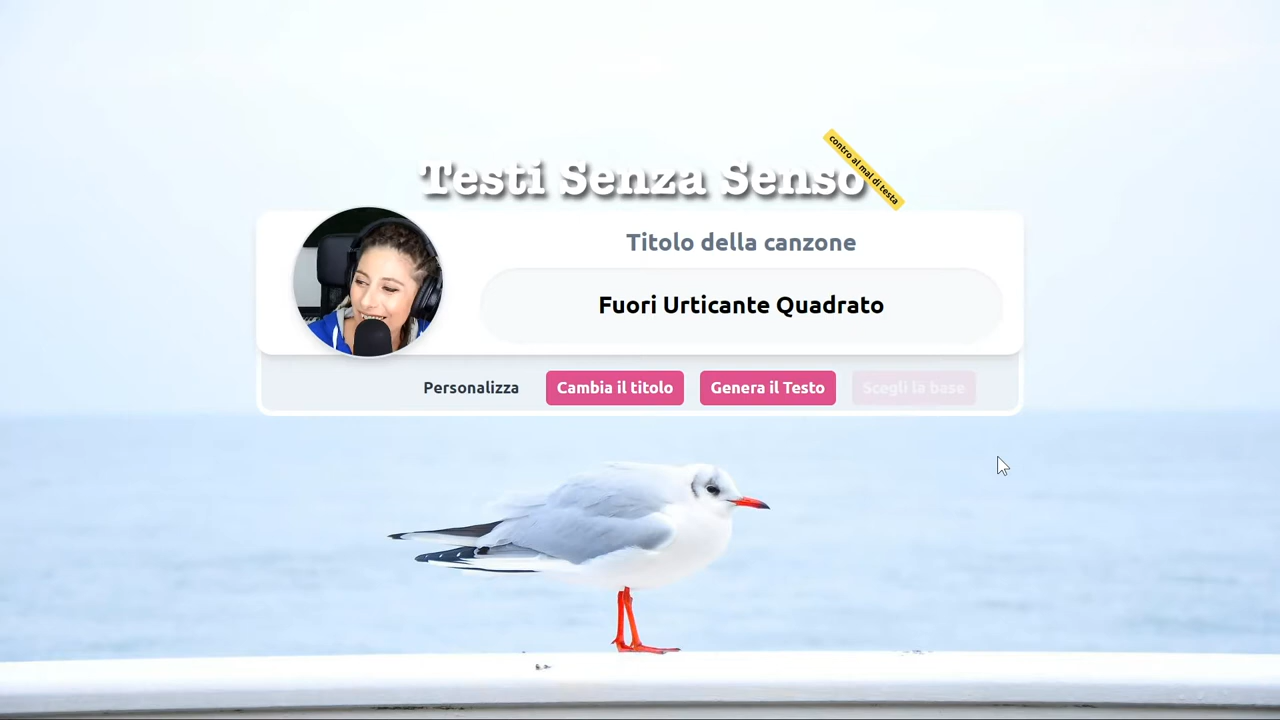 Testi Senza Senso
contro al mal di testa
Titolo della canzone
Fuori Urticante Quadrato
Personalizza
Cambia il titolo
Genera il Testo
Scegli la base